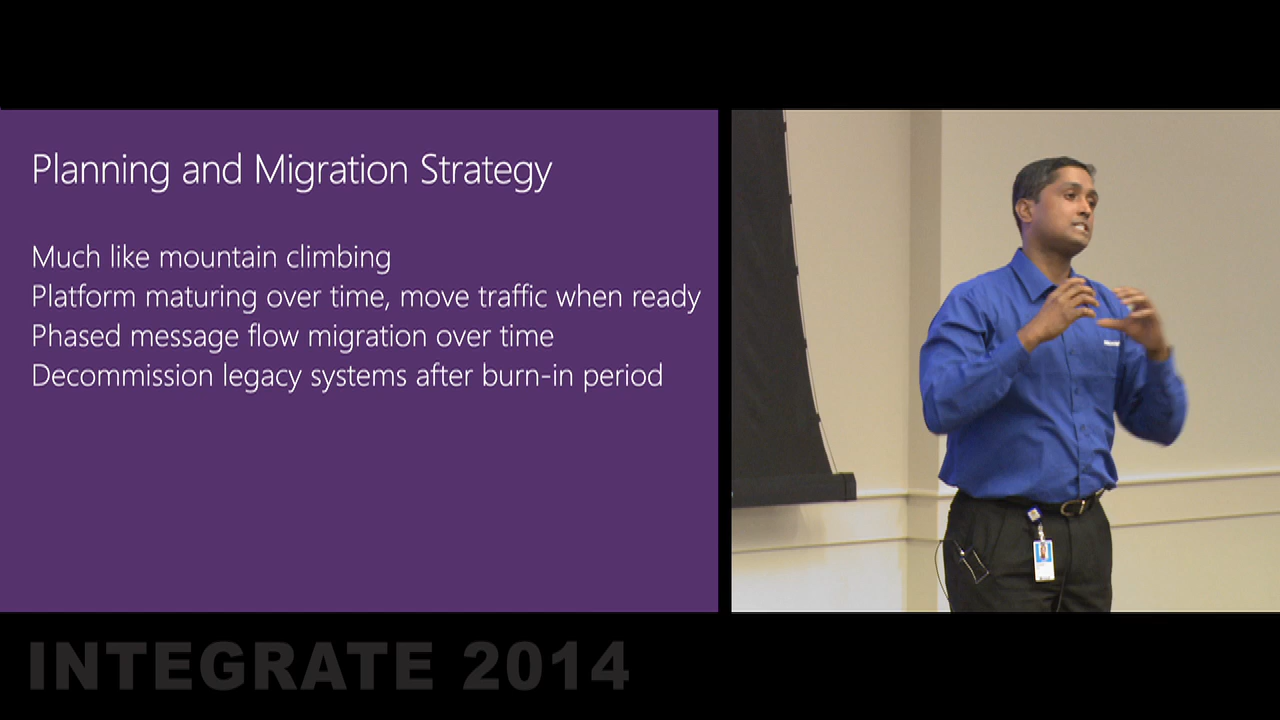 Planning and Migration Strategy
Much like mountain climbing
Platform maturing over time, move traffic when ready
Phased message flow migration over time
Decommission legacy systems after burn-in period
INTEGRATE 2014